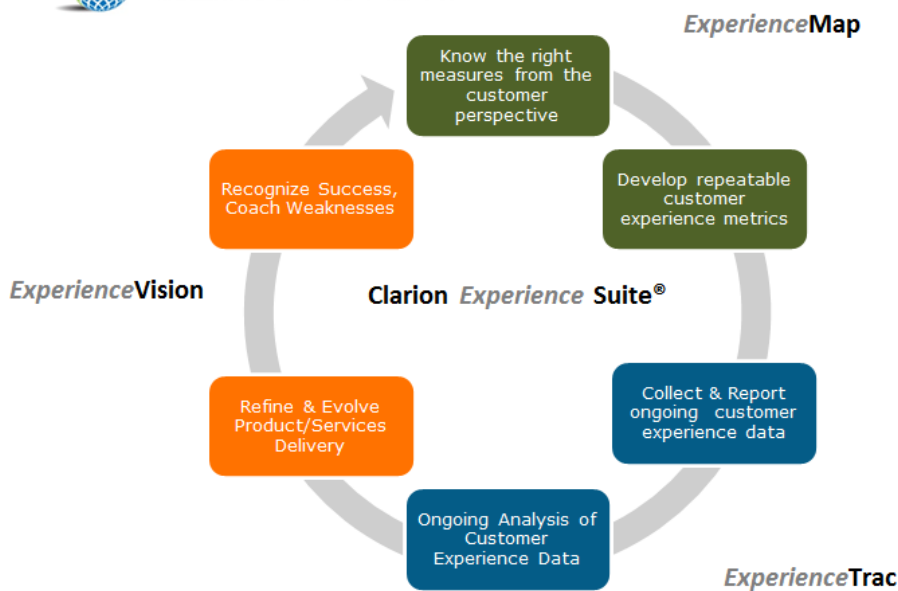 ExperienceMap
Know the right
measures from the
customer
perspective
Develop repeatable
customer
experience metrics
Collect & Report
ongoing customer
experience data
ExperienceTrac
Ongoing Analysis of
Customer
Experience Data
Refine & Evolve
Product/Services
Delivery
ExperienceVision
Recognize Success,
Coach Weaknesses
Clarion Experience Suite®